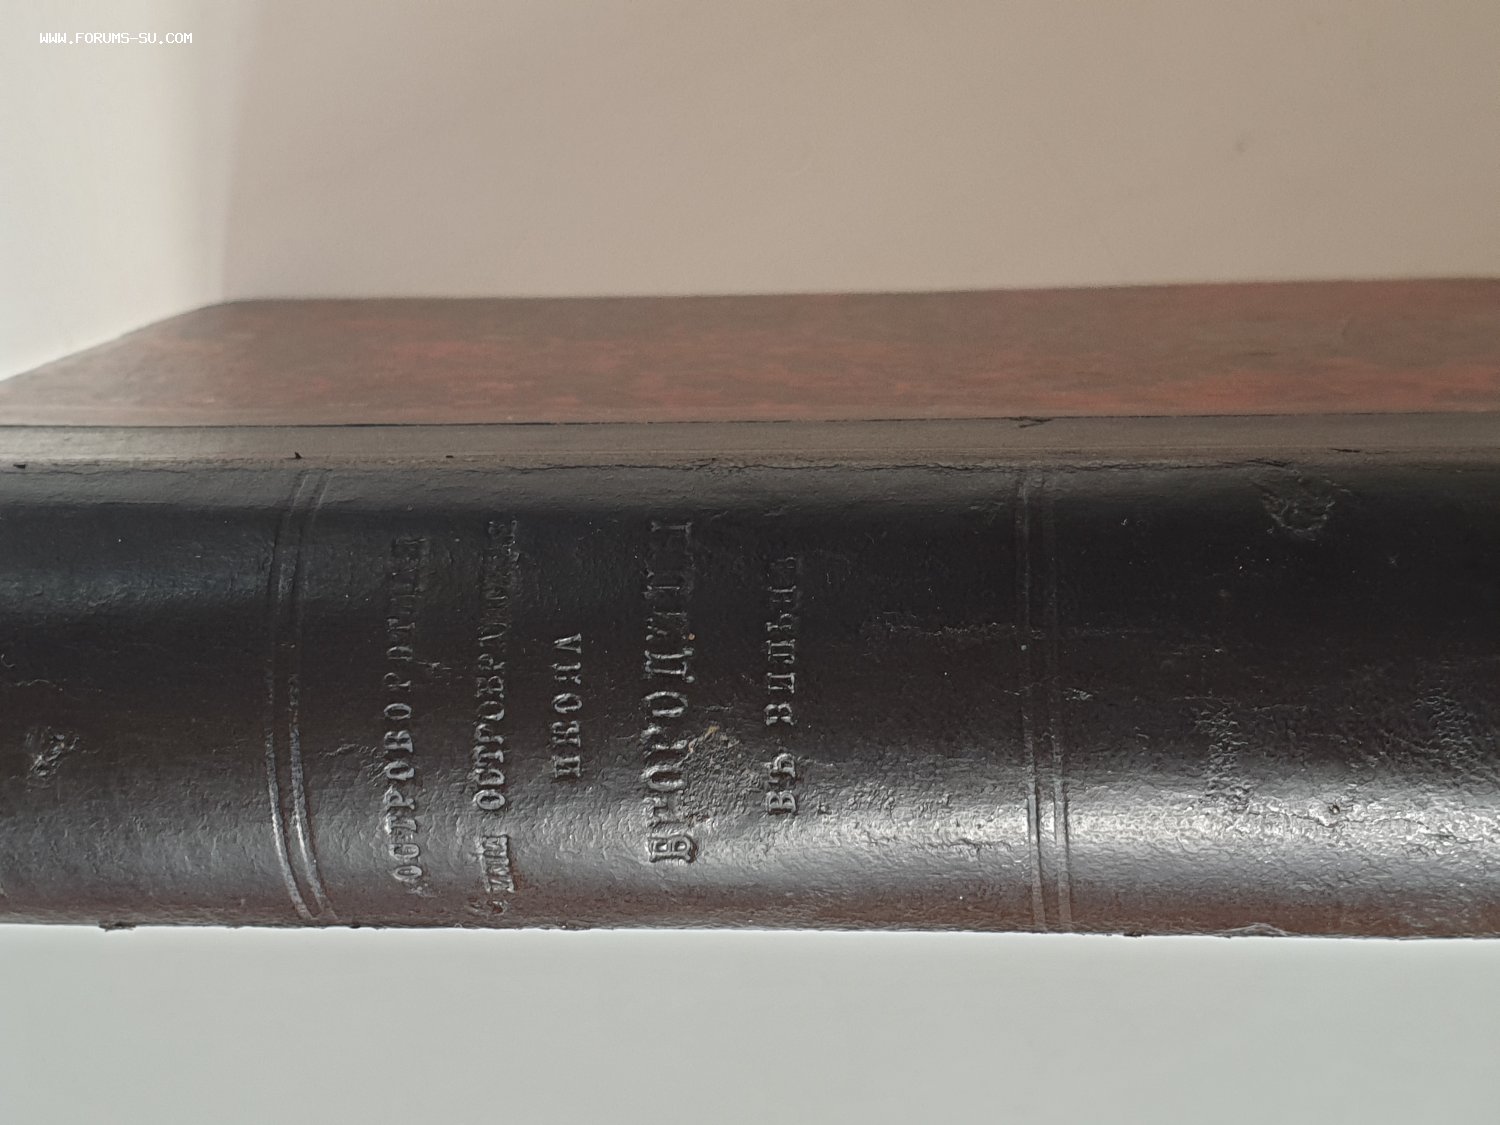 WWW.FORUMS-SU.COM
ОСТРОВОРОТНАЯ
ИЛИ ОСТРОБРАМСКАЯ
ИКОНА
БГОРОДИЦЫ
ВЪ ВИЛЬНѢ